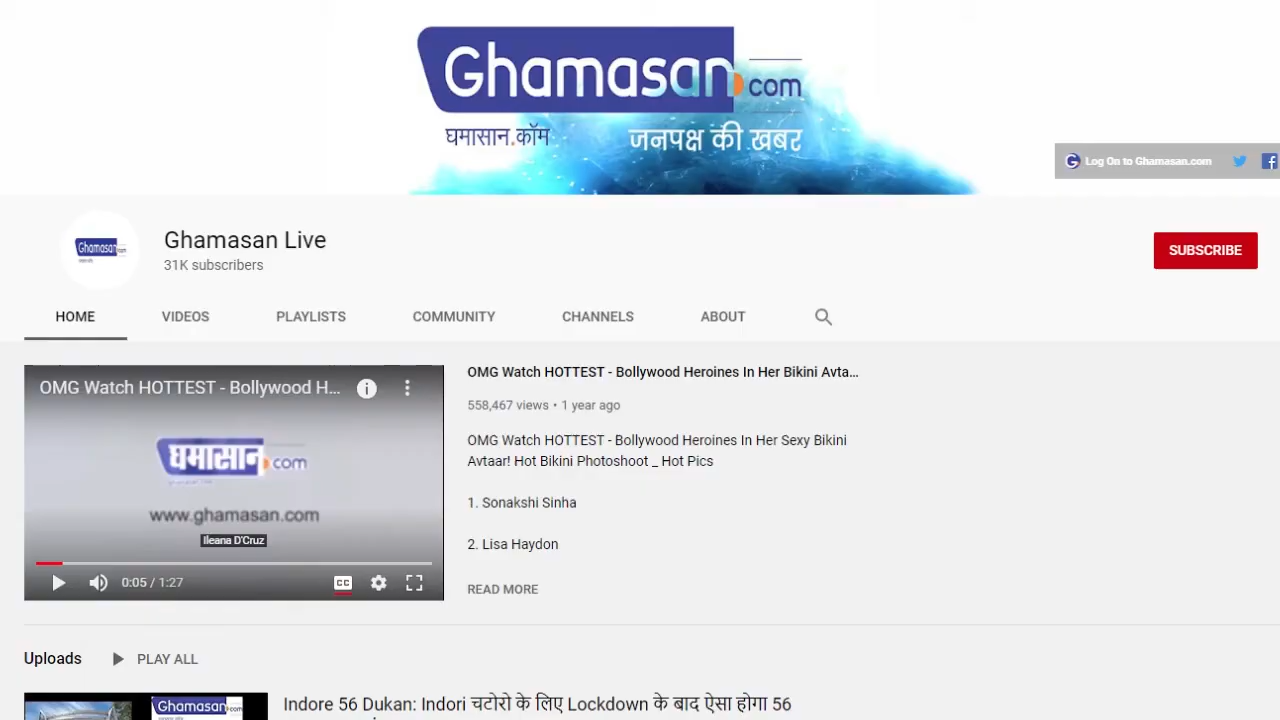 Ghamasan.com
घमासान.कॉम
जनपक्ष की खबर
Log On to Ghamasan.com
Ghamasan
Ghamasan Live
31K subscribers
SUBSCRIBE
HOME VIDEOS PLAYLISTS COMMUNITY CHANNELS ABOUT
OMG Watch HOTTEST - Bollywood H...
घमासान.com
www.ghamasan.com
Ileana D'Cruz
0:05 / 1:27
CC
OMG Watch HOTTEST - Bollywood Heroines In Her Bikini Avta...
558,467 views • 1 year ago
OMG Watch HOTTEST - Bollywood Heroines In Her Sexy Bikini
Avtaar! Hot Bikini Photoshoot _ Hot Pics
1. Sonakshi Sinha
2. Lisa Haydon
READ MORE
Uploads PLAY ALL
Ghamasan.com
Indore 56 Dukan: Indori चटोरो के लिए Lockdown के बाद ऐसा होगा 56